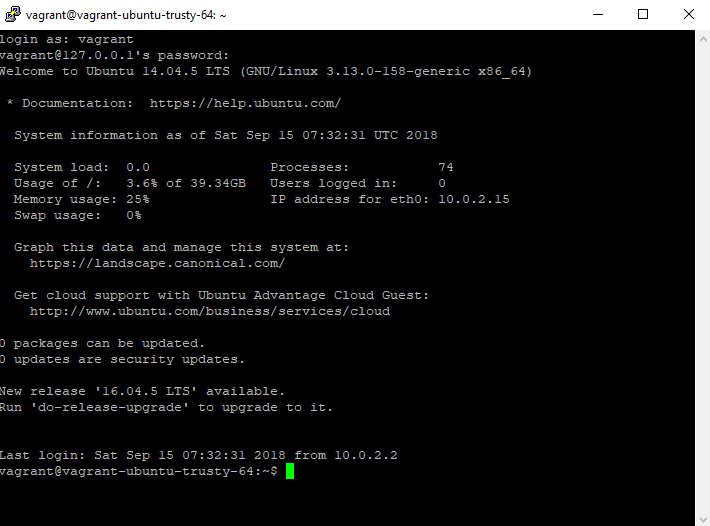 vagrant@vagrant-ubuntu-trusty-64: ~
login as: vagrant
vagrant@127.0.0.1's password:
Welcome to Ubuntu 14.04.5 LTS (GNU/Linux 3.13.0-158-generic x86_64)
* Documentation:  https://help.ubuntu.com/
System information as of Sat Sep 15 07:32:31 UTC 2018
System load:  0.0               Processes:           74
Usage of /:   3.6% of 39.34GB   Users logged in:     0
Memory usage: 25%               IP address for eth0: 10.0.2.15
Swap usage:   0%
Graph this data and manage this system at:
https://landscape.canonical.com/
Get cloud support with Ubuntu Advantage Cloud Guest:
http://www.ubuntu.com/business/services/cloud
0 packages can be updated.
0 updates are security updates.
New release '16.04.5 LTS' available.
Run 'do-release-upgrade' to upgrade to it.
Last login: Sat Sep 15 07:32:31 2018 from 10.0.2.2
vagrant@vagrant-ubuntu-trusty-64:~$